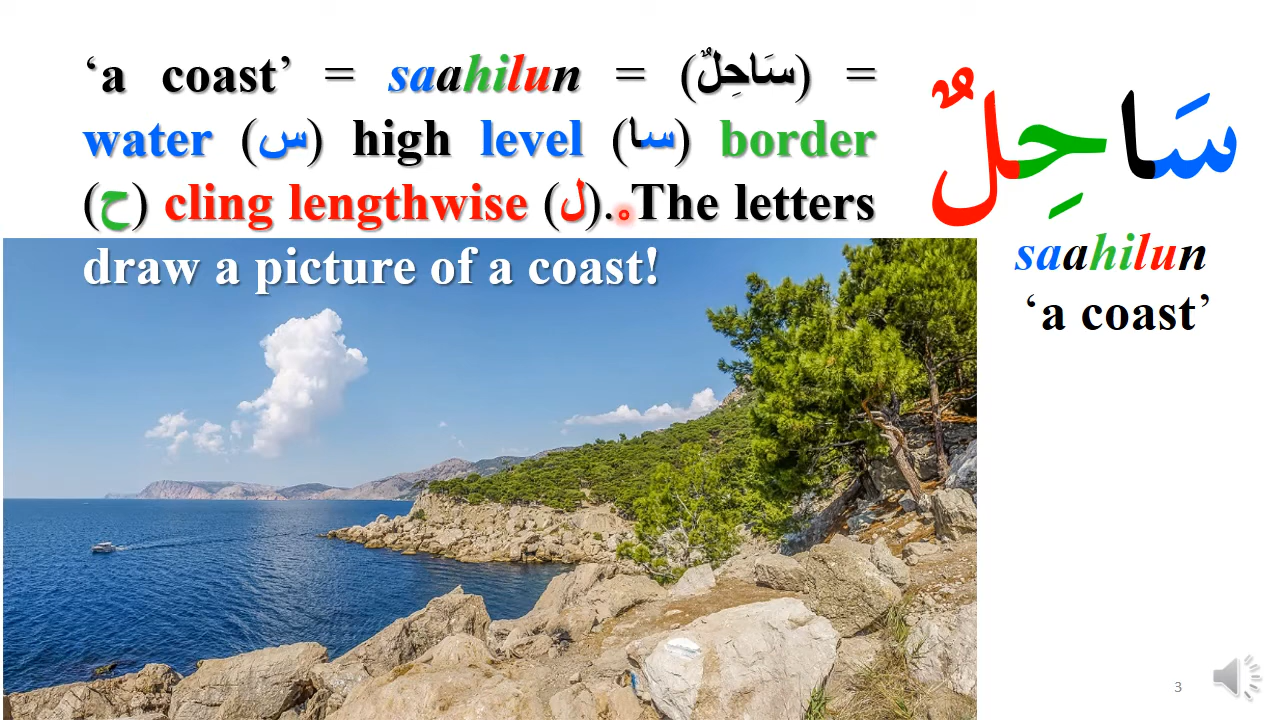 ‘a coast’ = saahilun = (سَاحِلٌ) =
water (س) high level (سا) border
(ح) cling lengthwise (ل). The letters
draw a picture of a coast!
سَاحِلٌ
saahilun
‘a coast’
3